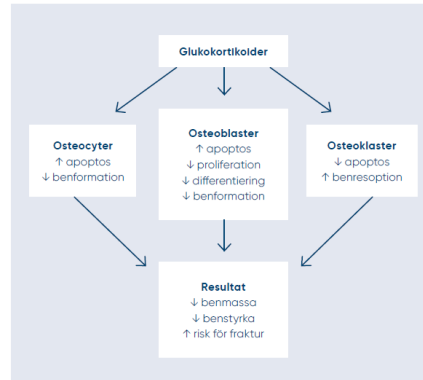 Glukokortikoider
Osteocyter
↑ apoptos
↓ benformation
Osteoblaster
↑ apoptos
↓ proliferation
↓ differentiering
↓ benformation
Osteoklaster
↓ apoptos
↑ benresoption
Resultat
↓ benmassa
↓ benstyrka
↑ risk för fraktur